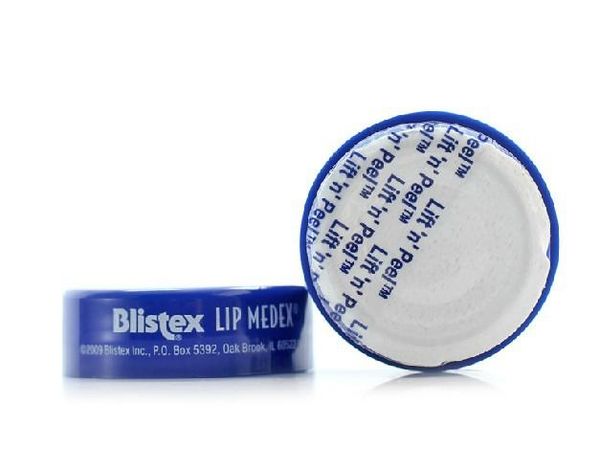 Blistex® LIP MEDEX®
©2009 Blistex Inc., P.O. Box 5392, Oak Brook, IL 60522
Peel™
Lift 'n' Peel™
Lift 'n' Peel™
Lift 'n' Peel™
Lift 'n'